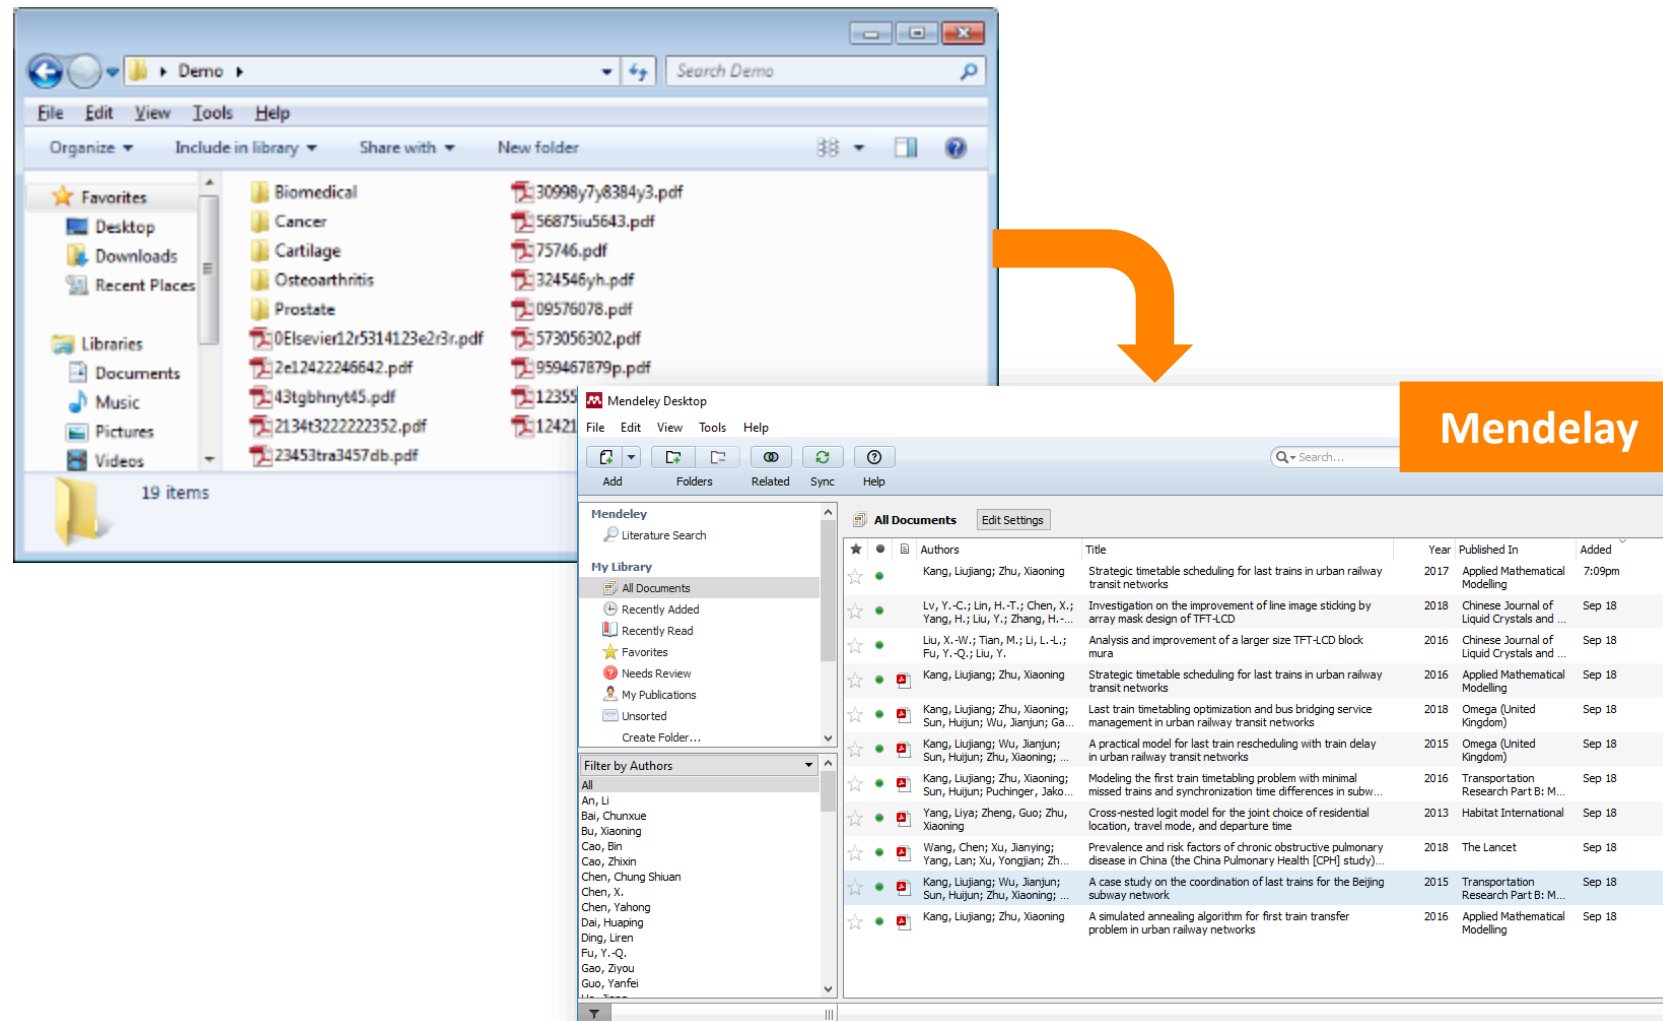 Demo
Search Demo
File Edit View Tools Help
Organize Include in library Share with New folder
Favorites
Desktop
Downloads
Recent Places
Libraries
Documents
Music
Pictures
Videos
Biomedical
Cancer
Cartilage
Osteoarthritis
Prostate
0Elsevier12r5314123e2r3r.pdf
2e12422246642.pdf
43tgbhnyt45.pdf
2134t3222222352.pdf
23453tra3457db.pdf
30998y7y8384y3.pdf
56875iu5643.pdf
75746.pdf
324546yh.pdf
09576078.pdf
573056302.pdf
959467879p.pdf
12355
12421
19 items
Mendelay
Mendeley Desktop
File Edit View Tools Help
Search...
Add Folders Related Sync Help
Mendeley
Literature Search
My Library
All Documents
Recently Added
Recently Read
Favorites
Needs Review
My Publications
Unsorted
Create Folder...
Filter by Authors
All
An, Li
Bai, Chunxue
Bu, Xiaoning
Cao, Bin
Cao, Zhixin
Chen, Chung Shiuan
Chen, X.
Chen, Yahong
Dai, Huaping
Ding, Liren
Fu, Y.-Q.
Gao, Ziyou
Guo, Yanfei
All Documents Edit Settings
Authors Title Year Published In Added
Kang, Liujiang; Zhu, Xiaoning Strategic timetable scheduling for last trains in urban railway 2017 Applied Mathematical 7:09pm
transit networks Modelling
Lv, Y.-C.; Lin, H.-T.; Chen, X.; Investigation on the improvement of line image sticking by 2018 Chinese Journal of Sep 18
Yang, H.; Liu, Y.; Zhang, H.-... array mask design of TFT-LCD Liquid Crystals and ...
Liu, X.-W.; Tian, M.; Li, L.-L.; Analysis and improvement of a larger size TFT-LCD block 2016 Chinese Journal of Sep 18
Fu, Y.-Q.; Liu, Y. mura Liquid Crystals and ...
Kang, Liujiang; Zhu, Xiaoning Strategic timetable scheduling for last trains in urban railway 2016 Applied Mathematical Sep 18
transit networks Modelling
Kang, Liujiang; Zhu, Xiaoning; Last train timetabling optimization and bus bridging service 2018 Omega (United Sep 18
Sun, Huijun; Wu, Jianjun; Ga... management in urban railway transit networks Kingdom)
Kang, Liujiang; Wu, Jianjun; A practical model for last train rescheduling with train delay 2015 Omega (United Sep 18
Sun, Huijun; Zhu, Xiaoning; ... in urban railway transit networks Kingdom)
Kang, Liujiang; Zhu, Xiaoning; Modeling the first train timetabling problem with minimal 2016 Transportation Sep 18
Sun, Huijun; Puchinger, Jako... missed trains and synchronization time differences in subw... Research Part B: M...
Yang, Liya; Zheng, Guo; Zhu, Cross-nested logit model for the joint choice of residential 2013 Habitat International Sep 18
Xiaoning location, travel mode, and departure time
Wang, Chen; Xu, Jianying; Prevalence and risk factors of chronic obstructive pulmonary 2018 The Lancet Sep 18
Yang, Lan; Xu, Yongjian; Zh... disease in China (the China Pulmonary Health [CPH] study)...
Kang, Liujiang; Wu, Jianjun; A case study on the coordination of last trains for the Beijing 2015 Transportation Sep 18
Sun, Huijun; Zhu, Xiaoning; ... subway network Research Part B: M...
Kang, Liujiang; Zhu, Xiaoning A simulated annealing algorithm for first train transfer 2016 Applied Mathematical Sep 18
problem in urban railway networks Modelling